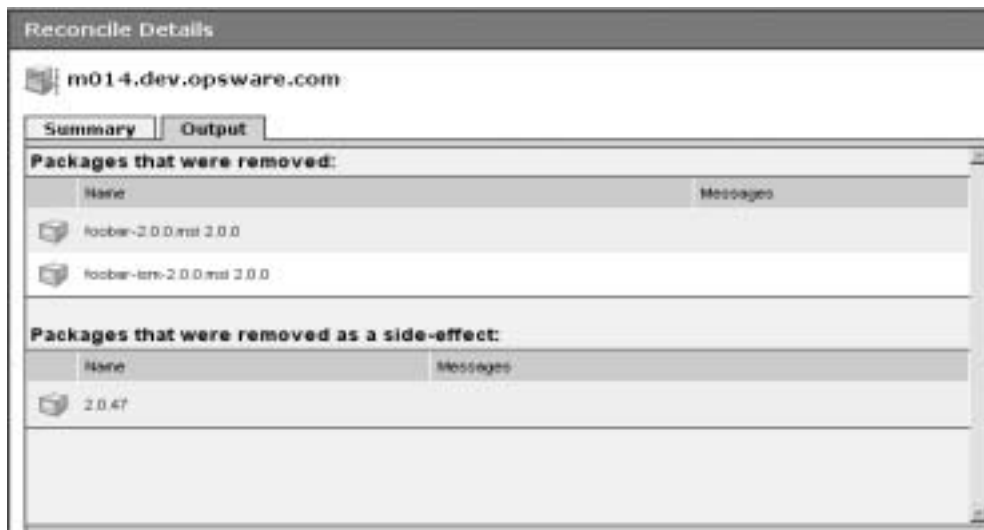 Reconcile Details
m014.dev.opsware.com
Summary Output
Packages that were removed:
Name Messages
foobar-2.0.0.msi 2.0.0
foobar-ism-2.0.0.msi 2.0.0
Packages that were removed as a side-effect:
Name Messages
2.0.47